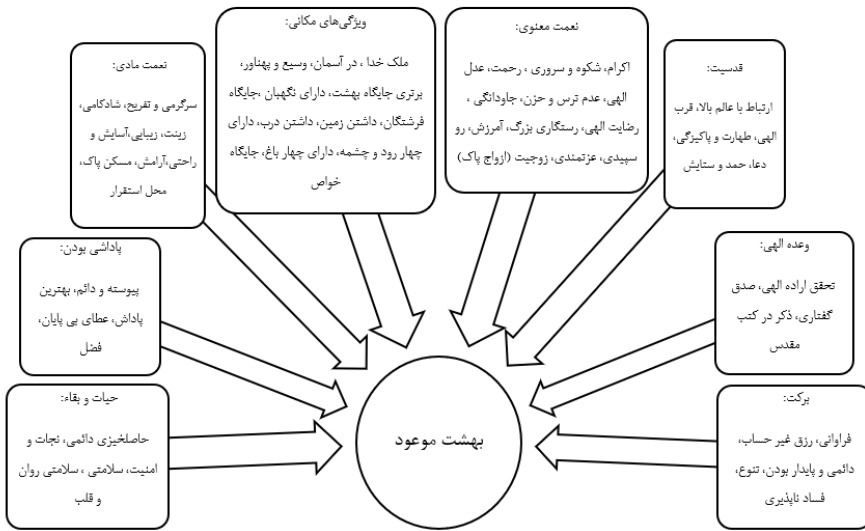 ویژگی‌های مکانی:
ملک خدا ، در آسمان، وسیع و پهناور،
برتری جایگاه بهشت، دارای نگهبان ،جایگاه
فرشتگان، داشتن زمین، داشتن درب، دارای
چهار رود و چشمه، دارای چهار باغ، جایگاه
خواص
نعمت معنوی:
اکرام، شکوه و سروری ، رحمت، عدل
الهی، عدم ترس و حزن، جاودانگی ،
رضایت الهی، رستگاری بزرگ، آمرزش، رو
سپیدی، عزتمندی، زوجیت (ازواج پاک)
قدسیت:
ارتباط با عالم بالا، قرب
الهی، طهارت و پاکیزگی،
دعا، حمد و ستایش
نعمت مادی:
سرگرمی و تفریح، شادکامی،
زینت، زیبایی،آسایش و
راحتی،آرامش، مسکن پاک،
محل استقرار
وعده الهی:
تحقق اراده الهی، صدق
گفتاری، ذکر در کتب
مقدس
پاداشی بودن:
پیوسته و دائم، بهترین
پاداش، عطای بی پایان،
فضل
برکت:
فراوانی، رزق غیر حساب،
دائمی و پایدار بودن، تنوع،
فساد ناپذیری
حیات و بقاء:
حاصلخیزی دائمی، نجات و
امنیت، سلامتی ، سلامتی روان
و قلب
بهشت موعود